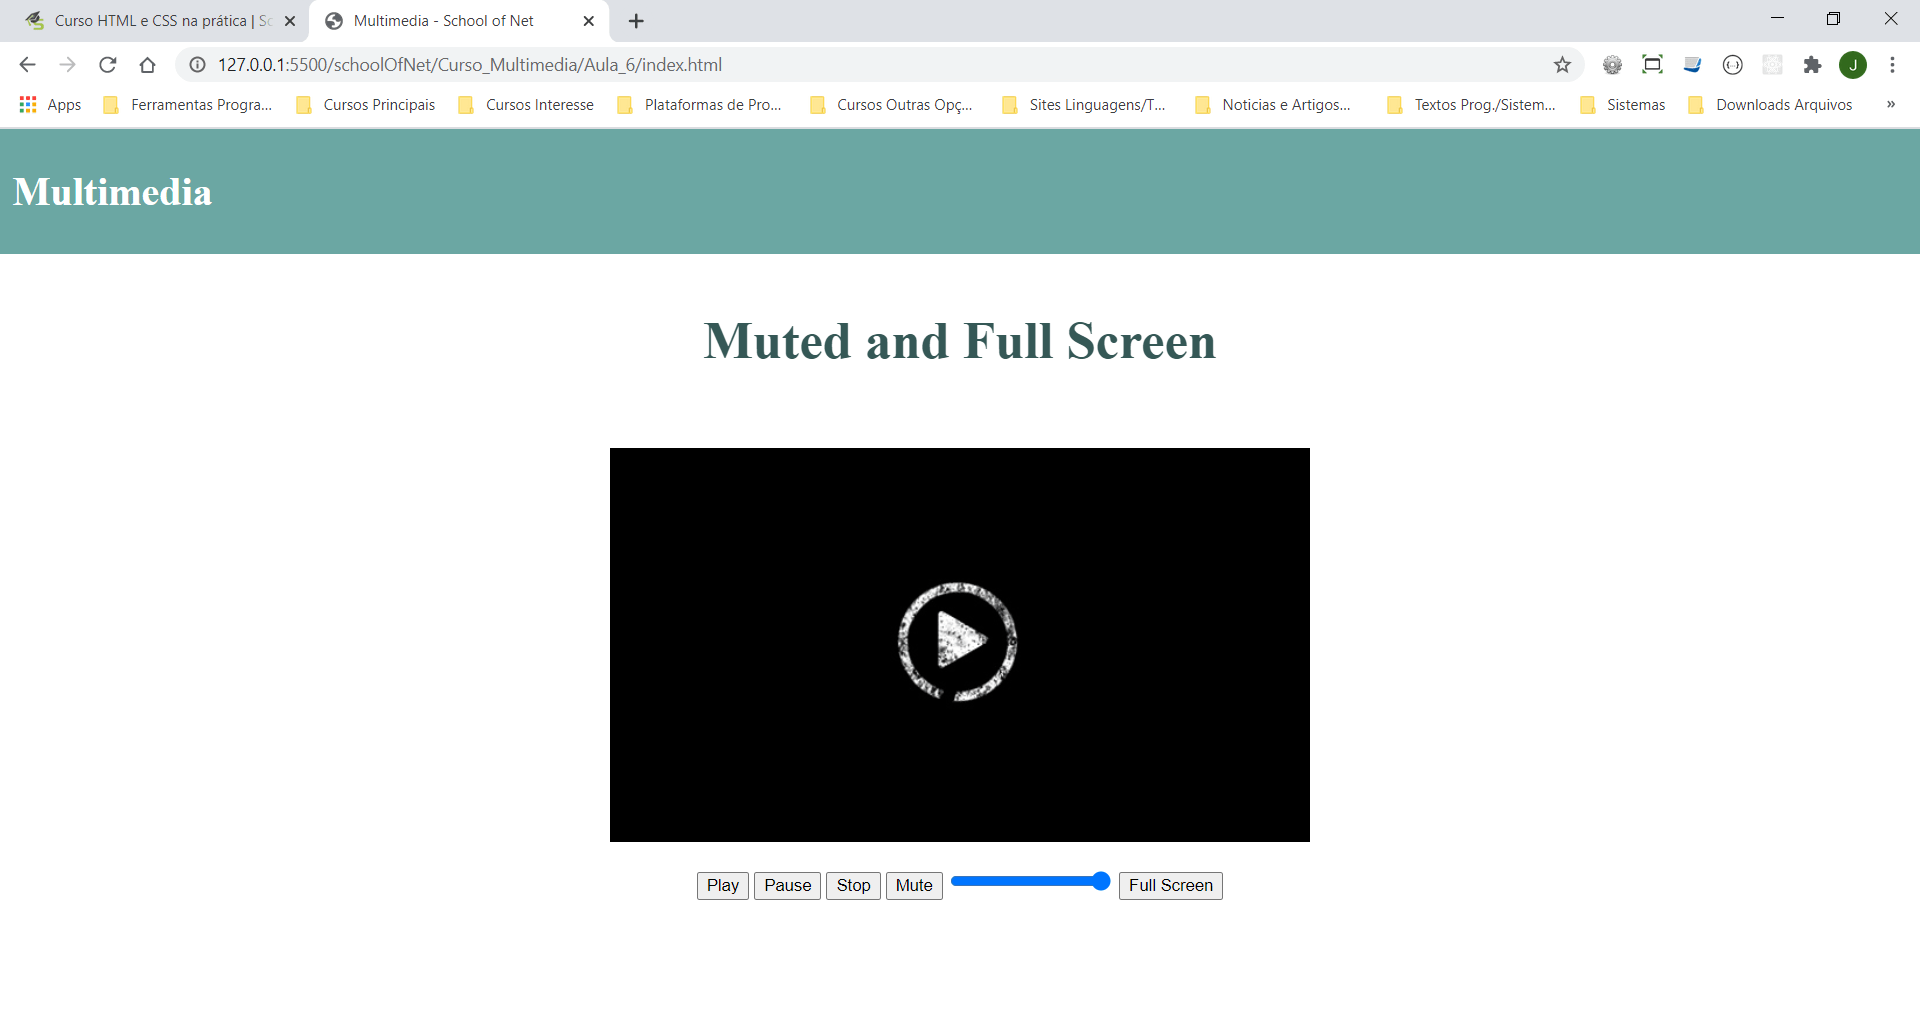 Curso HTML e CSS na prática | Sc
Multimedia - School of Net
127.0.0.1:5500/schoolOfNet/Curso_Multimedia/Aula_6/index.html
J
Apps Ferramentas Progra... Cursos Principais Cursos Interesse Plataformas de Pro... Cursos Outras Opç... Sites Linguagens/T... Noticias e Artigos... Textos Prog./Sistem... Sistemas Downloads Arquivos »
Multimedia
Muted and Full Screen
Play Pause Stop Mute Full Screen